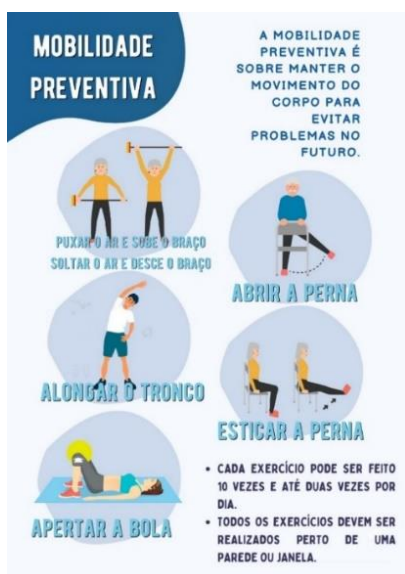 MOBILIDADE
PREVENTIVA
A MOBILIDADE
PREVENTIVA É
SOBRE MANTER O
MOVIMENTO DO
CORPO PARA
EVITAR
PROBLEMAS NO
FUTURO.
PUXAR O AR E SOBE O BRAÇO
SOLTAR O AR E DESCE O BRAÇO
ABRIR A PERNA
ALONGAR O TRONCO
ESTICAR A PERNA
APERTAR A BOLA
• CADA EXERCÍCIO PODE SER FEITO
10 VEZES E ATÉ DUAS VEZES POR
DIA.
• TODOS OS EXERCÍCIOS DEVEM SER
REALIZADOS PERTO DE UMA
PAREDE OU JANELA.